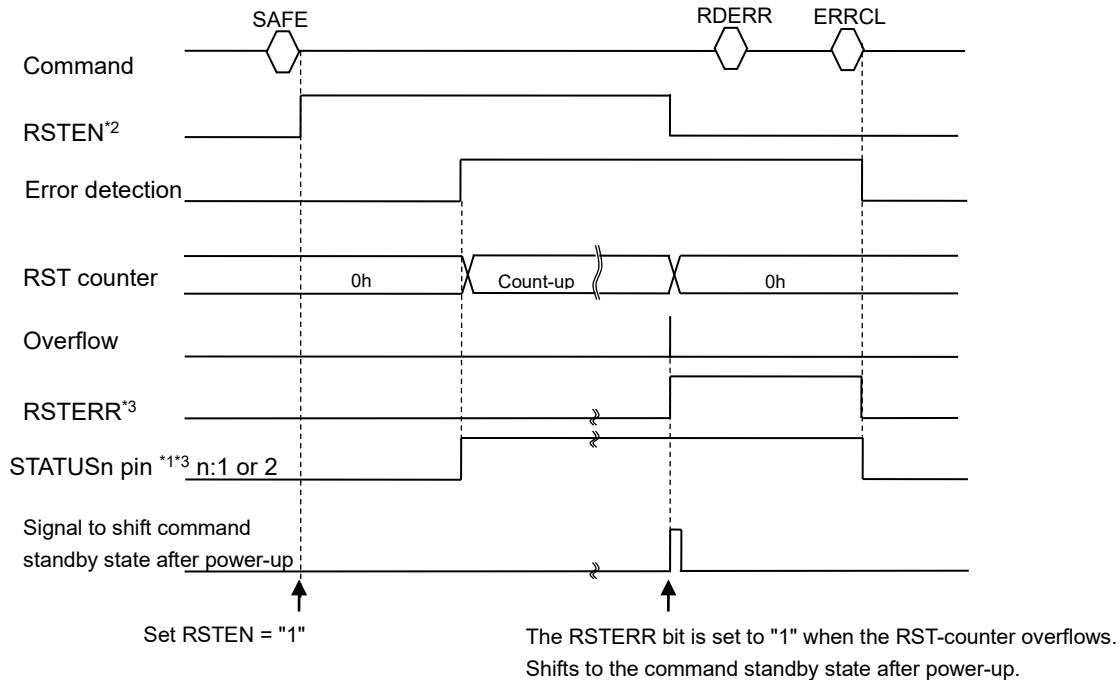 SAFE RDERR ERRCL
Command
RSTEN*2
Error detection
RST counter 0h Count-up 0h
Overflow
RSTERR*3
STATUSn pin *1*3 n:1 or 2
Signal to shift command
standby state after power-up
Set RSTEN = "1"
The RSTERR bit is set to "1" when the RST-counter overflows.
Shifts to the command standby state after power-up.